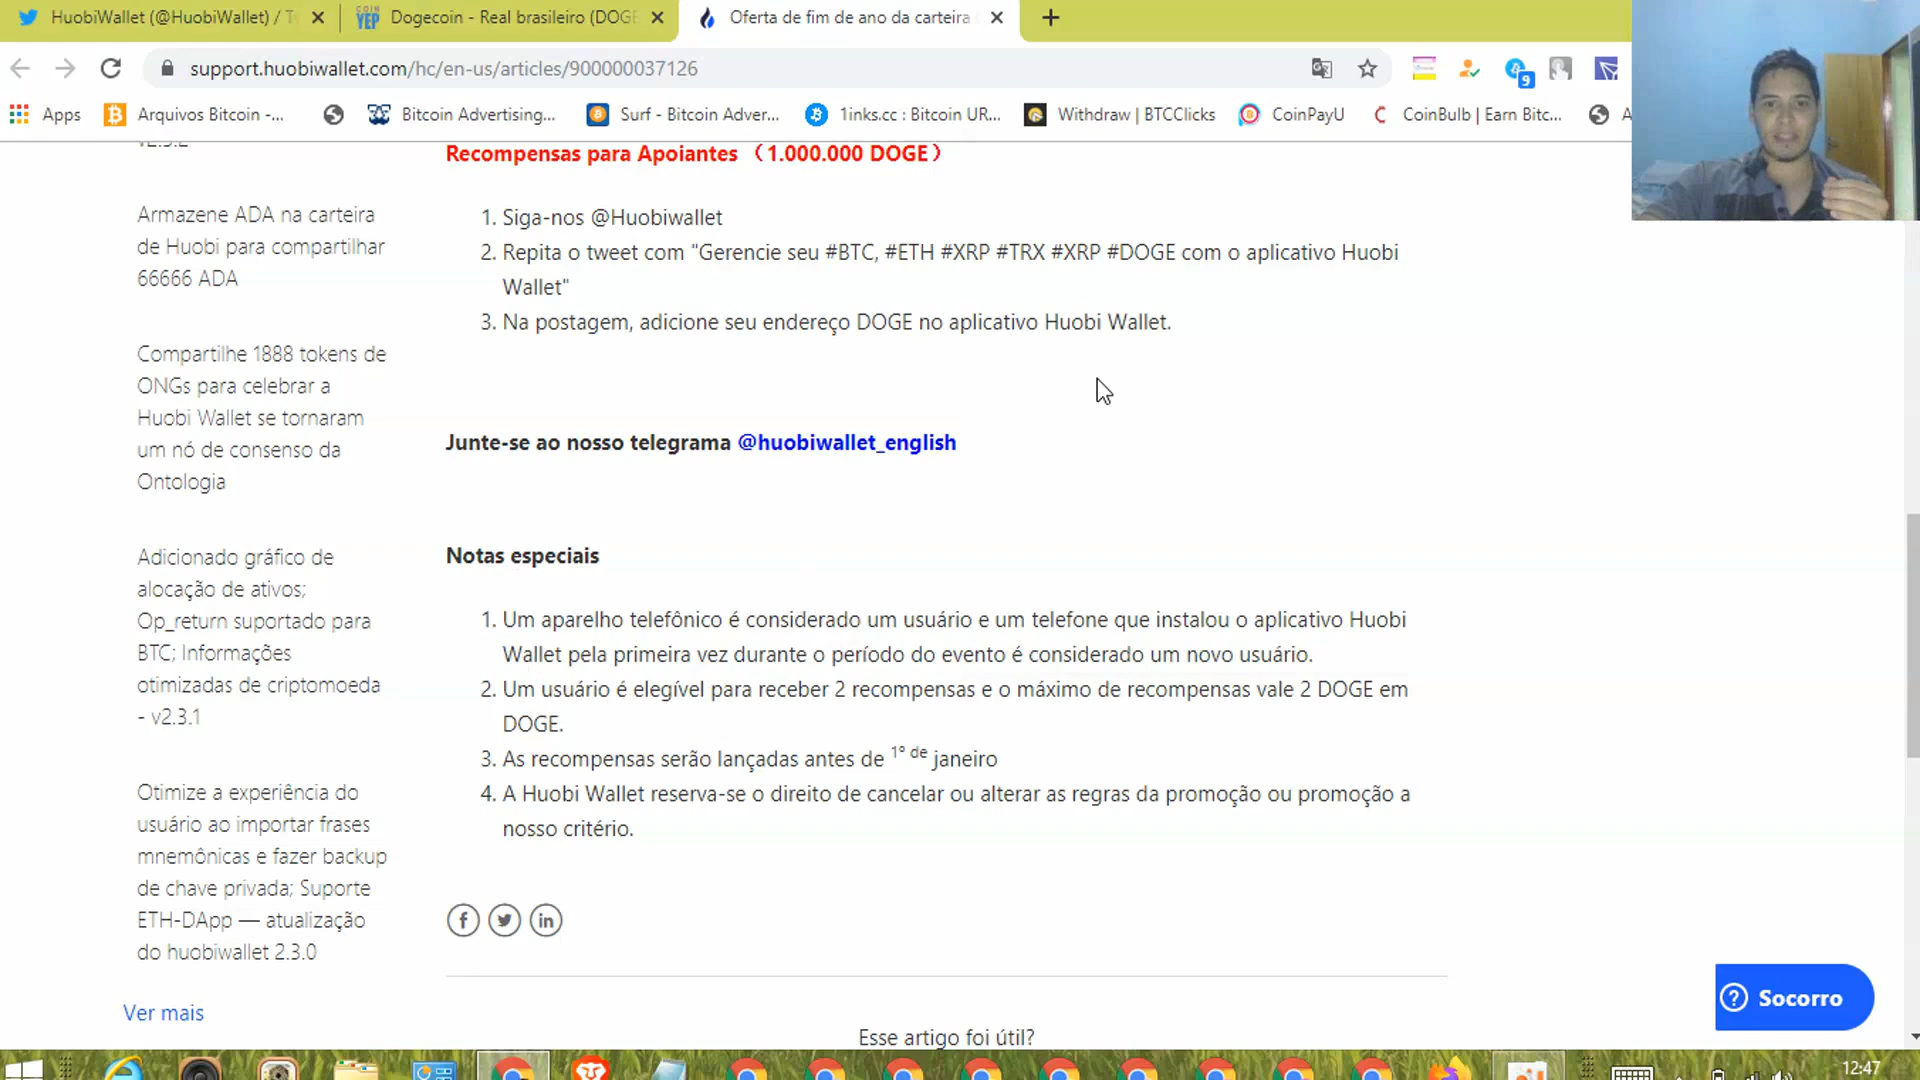 HuobiWallet (@HuobiWallet) / T
Dogecoin - Real brasileiro (DOGE
Oferta de fim de ano da carteira
support.huobiwallet.com/hc/en-us/articles/900000037126
9
Apps
Arquivos Bitcoin -...
Bitcoin Advertising...
Surf - Bitcoin Adver...
1inks.cc : Bitcoin UR...
Withdraw | BTCClicks
CoinPayU
CoinBulb | Earn Bitc...
v2.3.2
Armazene ADA na carteira
de Huobi para compartilhar
66666 ADA
Compartilhe 1888 tokens de
ONGs para celebrar a
Huobi Wallet se tornaram
um nó de consenso da
Ontologia
Adicionado gráfico de
alocação de ativos;
Op_return suportado para
BTC; Informações
otimizadas de criptomoeda
- v2.3.1
Otimize a experiência do
usuário ao importar frases
mnemônicas e fazer backup
de chave privada; Suporte
ETH-DApp — atualização
do huobiwallet 2.3.0
Ver mais
Recompensas para Apoiantes （1.000.000 DOGE）
1. Siga-nos @Huobiwallet
2. Repita o tweet com "Gerencie seu #BTC, #ETH #XRP #TRX #XRP #DOGE com o aplicativo Huobi
Wallet"
3. Na postagem, adicione seu endereço DOGE no aplicativo Huobi Wallet.
Junte-se ao nosso telegrama @huobiwallet_english
Notas especiais
1. Um aparelho telefônico é considerado um usuário e um telefone que instalou o aplicativo Huobi
Wallet pela primeira vez durante o período do evento é considerado um novo usuário.
2. Um usuário é elegível para receber 2 recompensas e o máximo de recompensas vale 2 DOGE em
DOGE.
3. As recompensas serão lançadas antes de 1º de janeiro
4. A Huobi Wallet reserva-se o direito de cancelar ou alterar as regras da promoção ou promoção a
nosso critério.
Socorro
Esse artigo foi útil?
12:47